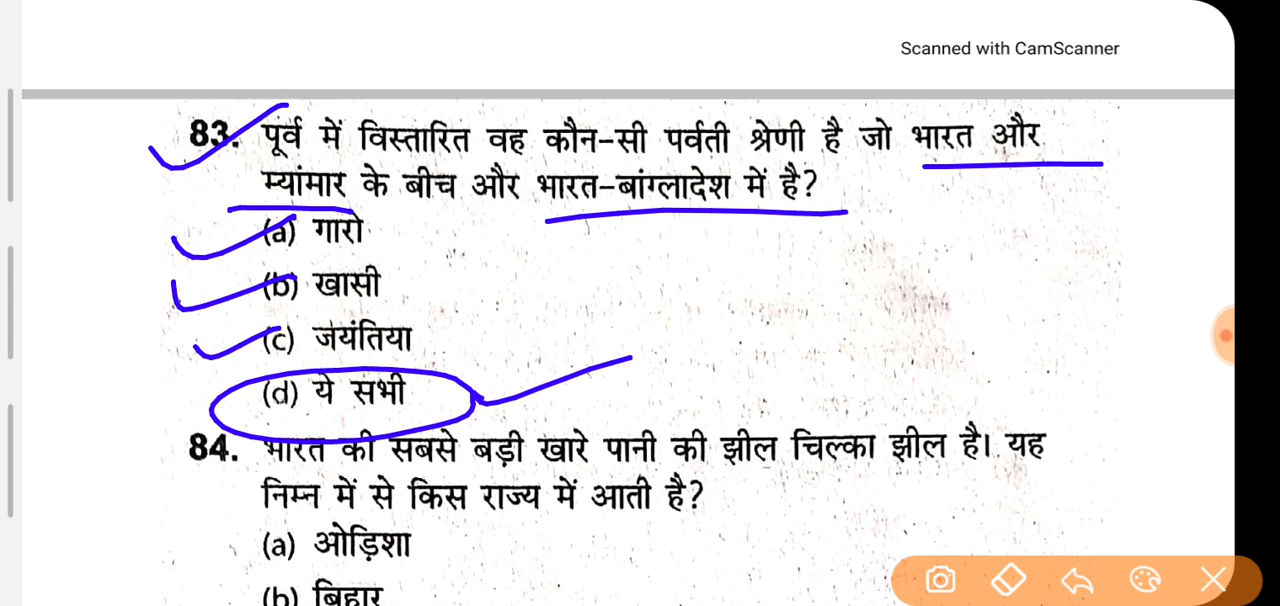 Scanned with CamScanner
83. पूर्व में विस्तारित वह कौन-सी पर्वती श्रेणी है जो भारत और
म्यांमार के बीच और भारत-बांग्लादेश में है?
(a) गारो
(b) खासी
(c) जयंतिया
(d) ये सभी
84. भारत की सबसे बड़ी खारे पानी की झील चिल्का झील है। यह
निम्न में से किस राज्य में आती है?
(a) ओड़िशा
(b) बिहार